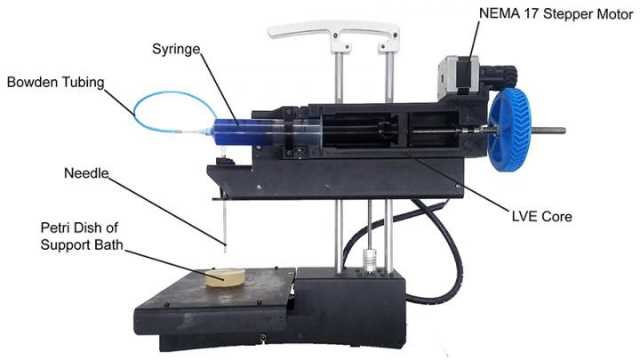 NEMA 17 Stepper Motor
Syringe
Bowden Tubing
Needle
Petri Dish of
Support Bath
LVE Core